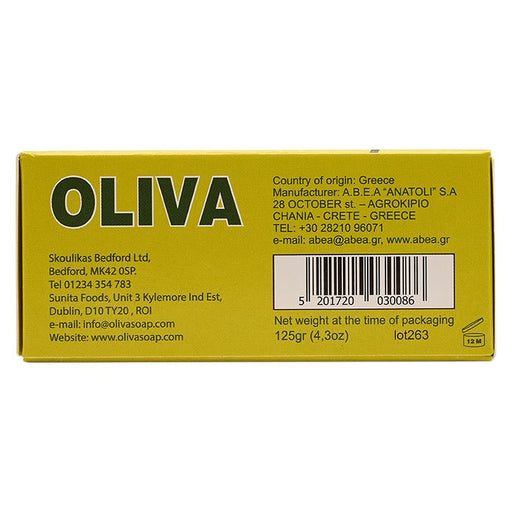 OLIVA
Skoulikas Bedford Ltd,
Bedford, MK42 0SP.
Tel 01234 354 783
Sunita Foods, Unit 3 Kylemore Ind Est,
Dublin, D10 TY20 , ROI
e-mail: info@olivasoap.com
Website: www.olivasoap.com
Country of origin: Greece
Manufacturer: A.B.E.A "ANATOLI" S.A
28 OCTOBER st. – AGROKIPIO
CHANIA - CRETE - GREECE
TEL: +30 28210 96071
e-mail: abea@abea.gr, www.abea.gr
5 201720 030086
Net weight at the time of packaging
125gr (4,3oz) lot263
12 M